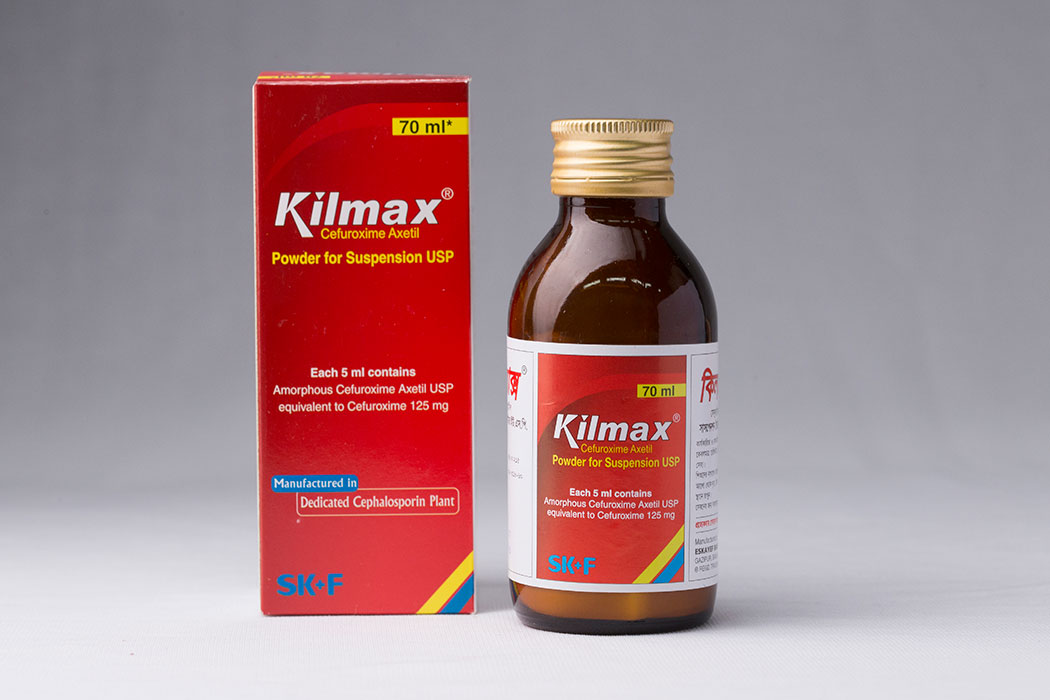 70 ml*
Kilmax®
Cefuroxime Axetil
Powder for Suspension USP
Each 5 ml contains
Amorphous Cefuroxime Axetil USP
equivalent to Cefuroxime 125 mg
Manufactured in
Dedicated Cephalosporin Plant
SK+F
70 ml
Kilmax®
Cefuroxime Axetil
Powder for Suspension USP
Each 5 ml contains
Amorphous Cefuroxime Axetil USP
equivalent to Cefuroxime 125 mg
SK+F